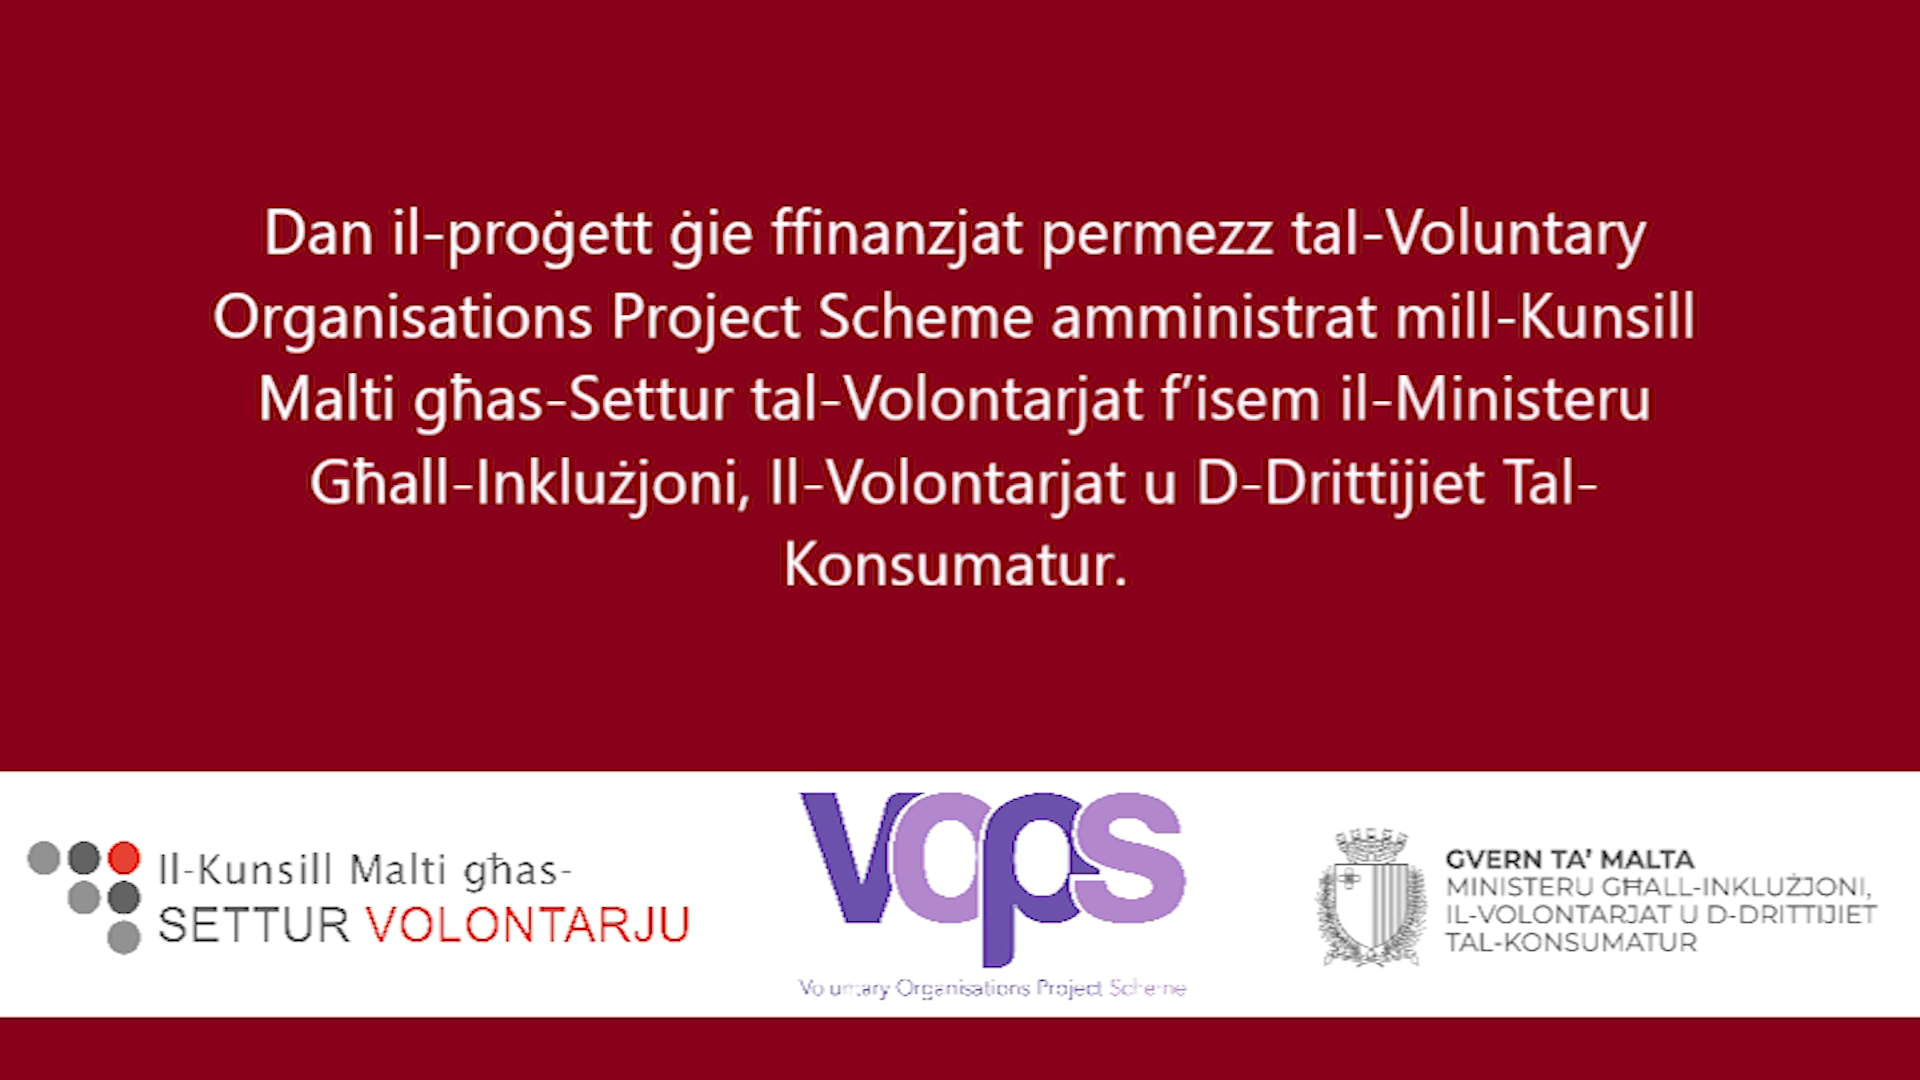 Dan il-proġett ġie ffinanzjat permezz tal-Voluntary
Organisations Project Scheme amministrat mill-Kunsill
Malti għas-Settur tal-Volontarjat f’isem il-Ministeru
Għall-Inklużjoni, Il-Volontarjat u D-Drittijiet Tal-
Konsumatur.
Il-Kunsill Malti għas-
SETTUR VOLONTARJU
vops
Voluntary Organisations Project Scheme
GVERN TA’ MALTA
MINISTERU GĦALL-INKLUŻJONI,
IL-VOLONTARJAT U D-DRITTIJIET
TAL-KONSUMATUR